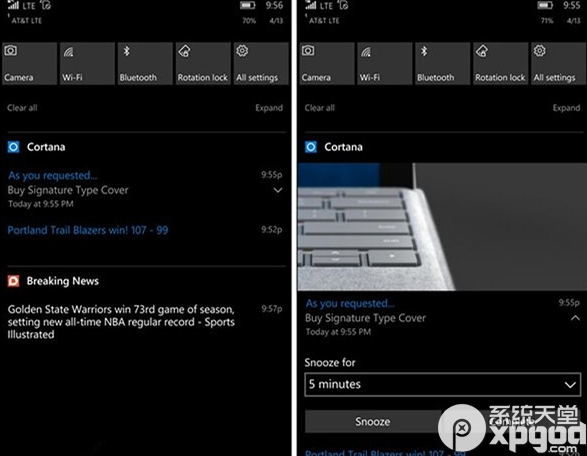 LTE
9:56
AT&T LTE
70%
4/13
Camera
Wi-Fi
Bluetooth
Rotation lock
All settings
Clear all
Expand
Cortana
As you requested...
9:55p
Buy Signature Type Cover
Today at 9:55 PM
Portland Trail Blazers win! 107 - 99
9:52p
Breaking News
Golden State Warriors win 73rd game of season,
9:57p
setting new all-time NBA regular record - Sports
Illustrated
LTE
9:55
AT&T LTE
71%
4/13
Camera
Wi-Fi
Bluetooth
Rotation lock
All settings
Clear all
Expand
Cortana
As you requested...
9:55p
Buy Signature Type Cover
Today at 9:55 PM
Snooze for
5 minutes
Snooze
Portland Trail Blazers win! 107 - 99
系统天堂
xpgod
.com